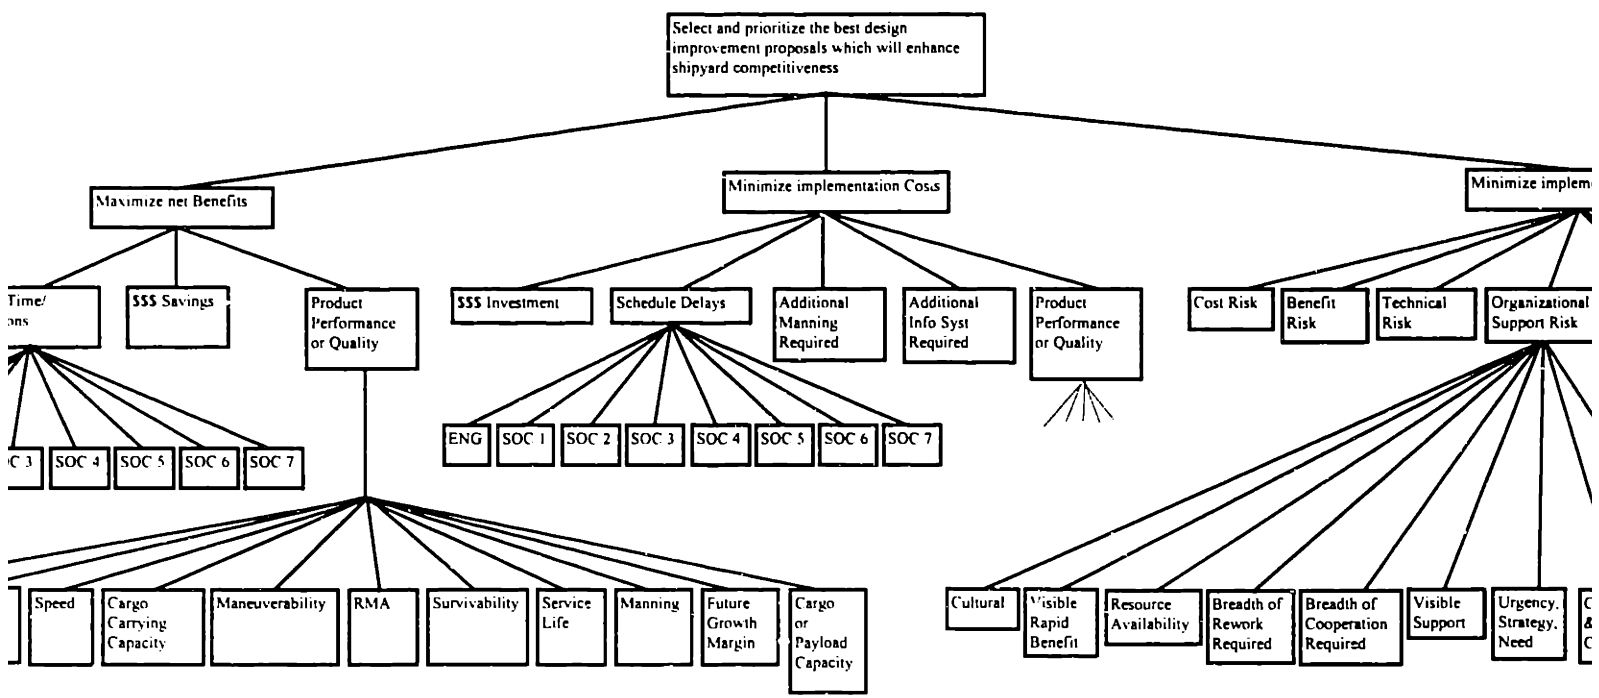 Select and prioritize the best design
improvement proposals which will enhance
shipyard competitiveness
Maximize net Benefits
Minimize implementation Costs
Minimize implem
Time/
ons
$$$ Savings
Product
Performance
or Quality
$$$ Investment
Schedule Delays
Additional
Manning
Required
Additional
Info Syst
Required
Product
Performance
or Quality
Cost Risk
Benefit
Risk
Technical
Risk
Organizational
Support Risk
OC 3
SOC 4
SOC 5
SOC 6
SOC 7
ENG
SOC 1
SOC 2
SOC 3
SOC 4
SOC 5
SOC 6
SOC 7
Speed
Cargo
Carrying
Capacity
Maneuverability
RMA
Survivability
Service
Life
Manning
Future
Growth
Margin
Cargo
or
Payload
Capacity
Cultural
Visible
Rapid
Benefit
Resource
Availability
Breadth of
Rework
Required
Breadth of
Cooperation
Required
Visible
Support
Urgency,
Strategy,
Need
C
&
C